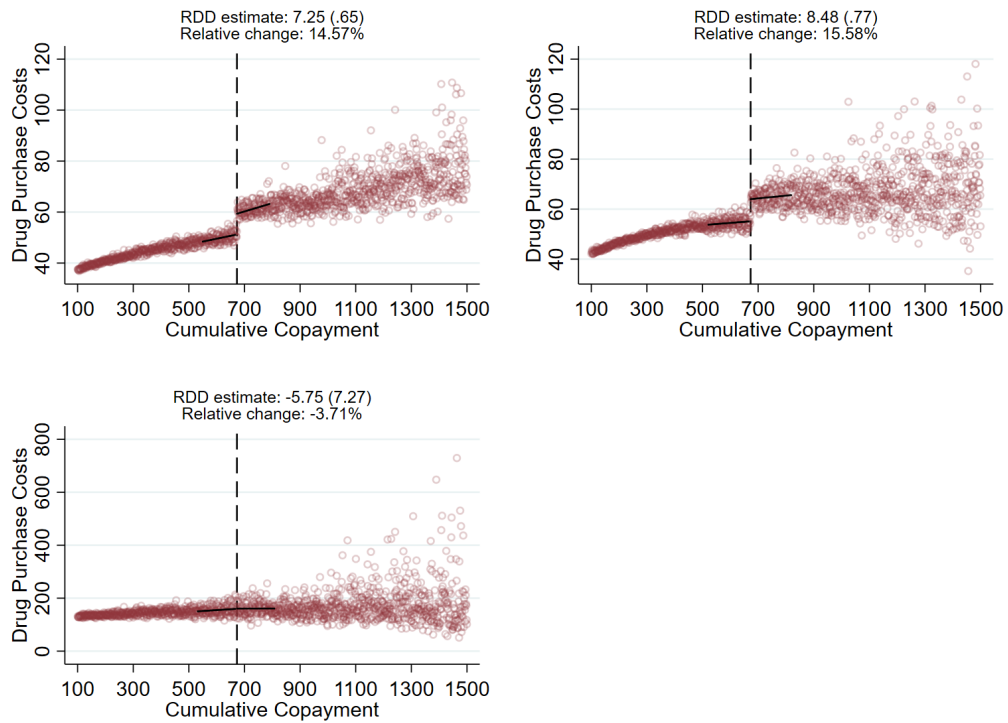 RDD estimate: 7.25 (.65)
Relative change: 14.57%
Drug Purchase Costs
120
100
80
60
40
100 300 500 700 900 1100 1300 1500
Cumulative Copayment
RDD estimate: 8.48 (.77)
Relative change: 15.58%
Drug Purchase Costs
120
100
80
60
40
100 300 500 700 900 1100 1300 1500
Cumulative Copayment
RDD estimate: -5.75 (7.27)
Relative change: -3.71%
Drug Purchase Costs
800
600
400
200
0
100 300 500 700 900 1100 1300 1500
Cumulative Copayment